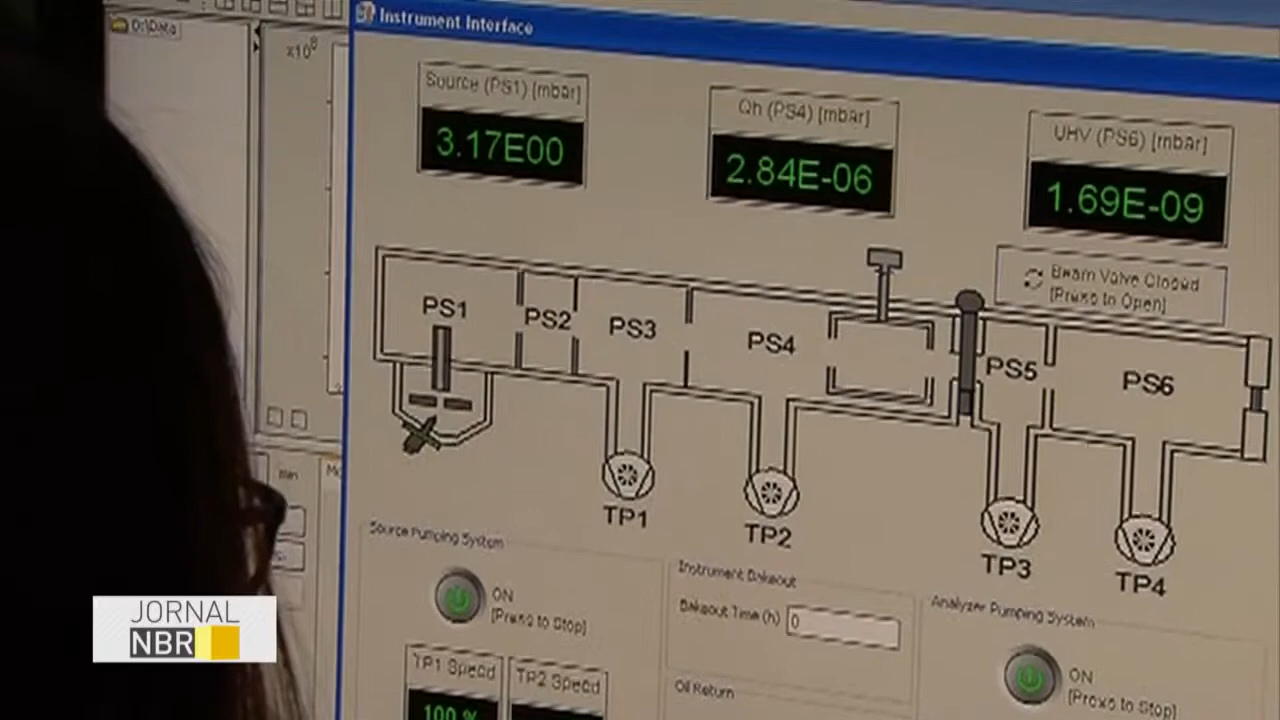 Instrument Interface
D:\Data
x10⁸
Source (PS1) [mbar]
3.17E00
Qh (PS4) [mbar]
2.84E-06
UHV (PS6) [mbar]
1.69E-09
Beam Valve Closed
[Press to Open]
PS1
PS2
PS3
PS4
PS5
PS6
TP1
TP2
TP3
TP4
Source Pumping System
ON
[Press to Stop]
TP1 Speed
TP2 Speed
100 %
Instrument Bakeout
Bakeout Time (h)
0
Oil Return
Analyzer Pumping System
ON
[Press to Stop]
min
JORNAL
NBR